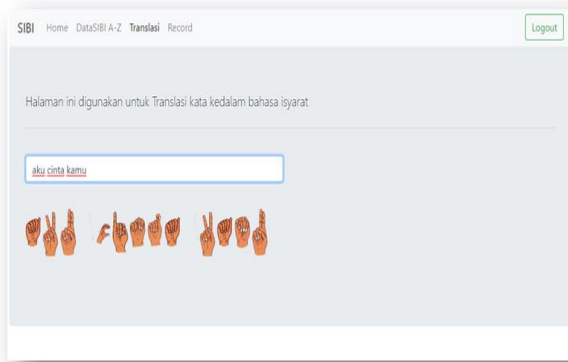 SIBI Home DataSIBI A-Z Translasi Record Logout
Halaman ini digunakan untuk Translasi kata kedalam bahasa isyarat
aku cinta kamu